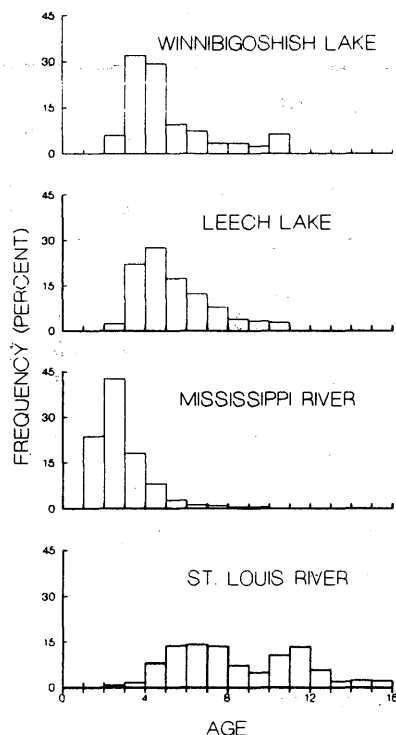 WINNIBIGOSHISH LAKE
45
30
15
0
LEECH LAKE
45
30
15
0
FREQUENCY (PERCENT)
MISSISSIPPI RIVER
45
30
15
0
ST. LOUIS RIVER
45
30
15
0
0 4 8 12 16
AGE